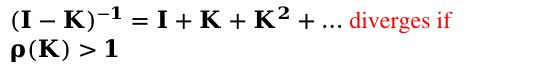 (I − K)⁻¹ = I + K + K² + ... diverges if
ρ(K) > 1